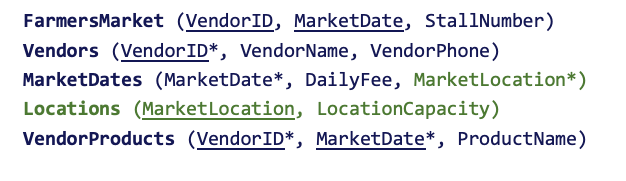 FarmersMarket (VendorID, MarketDate, StallNumber)
Vendors (VendorID*, VendorName, VendorPhone)
MarketDates (MarketDate*, DailyFee, MarketLocation*)
Locations (MarketLocation, LocationCapacity)
VendorProducts (VendorID*, MarketDate*, ProductName)